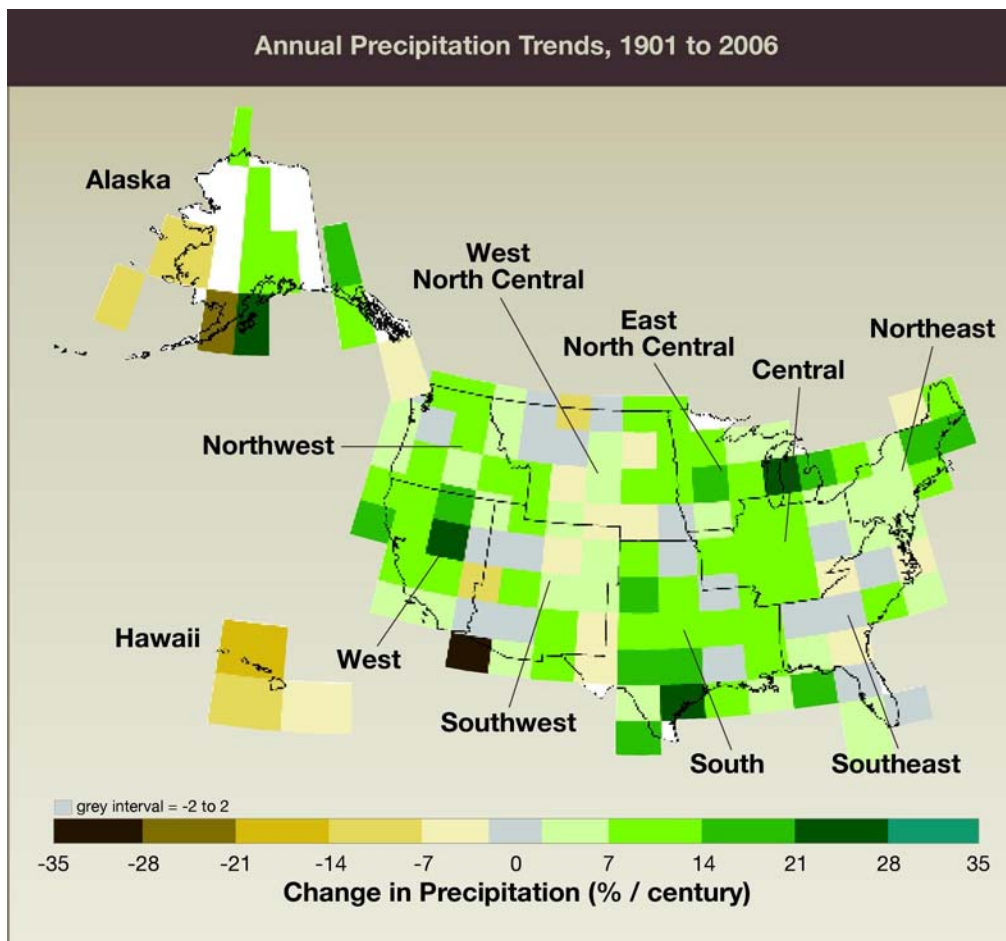 Annual Precipitation Trends, 1901 to 2006
Alaska
West
North Central
East
North Central
Northeast
Central
Northwest
Hawaii
West
Southwest
South
Southeast
grey interval = -2 to 2
-35 -28 -21 -14 -7 0 7 14 21 28 35
Change in Precipitation (% / century)